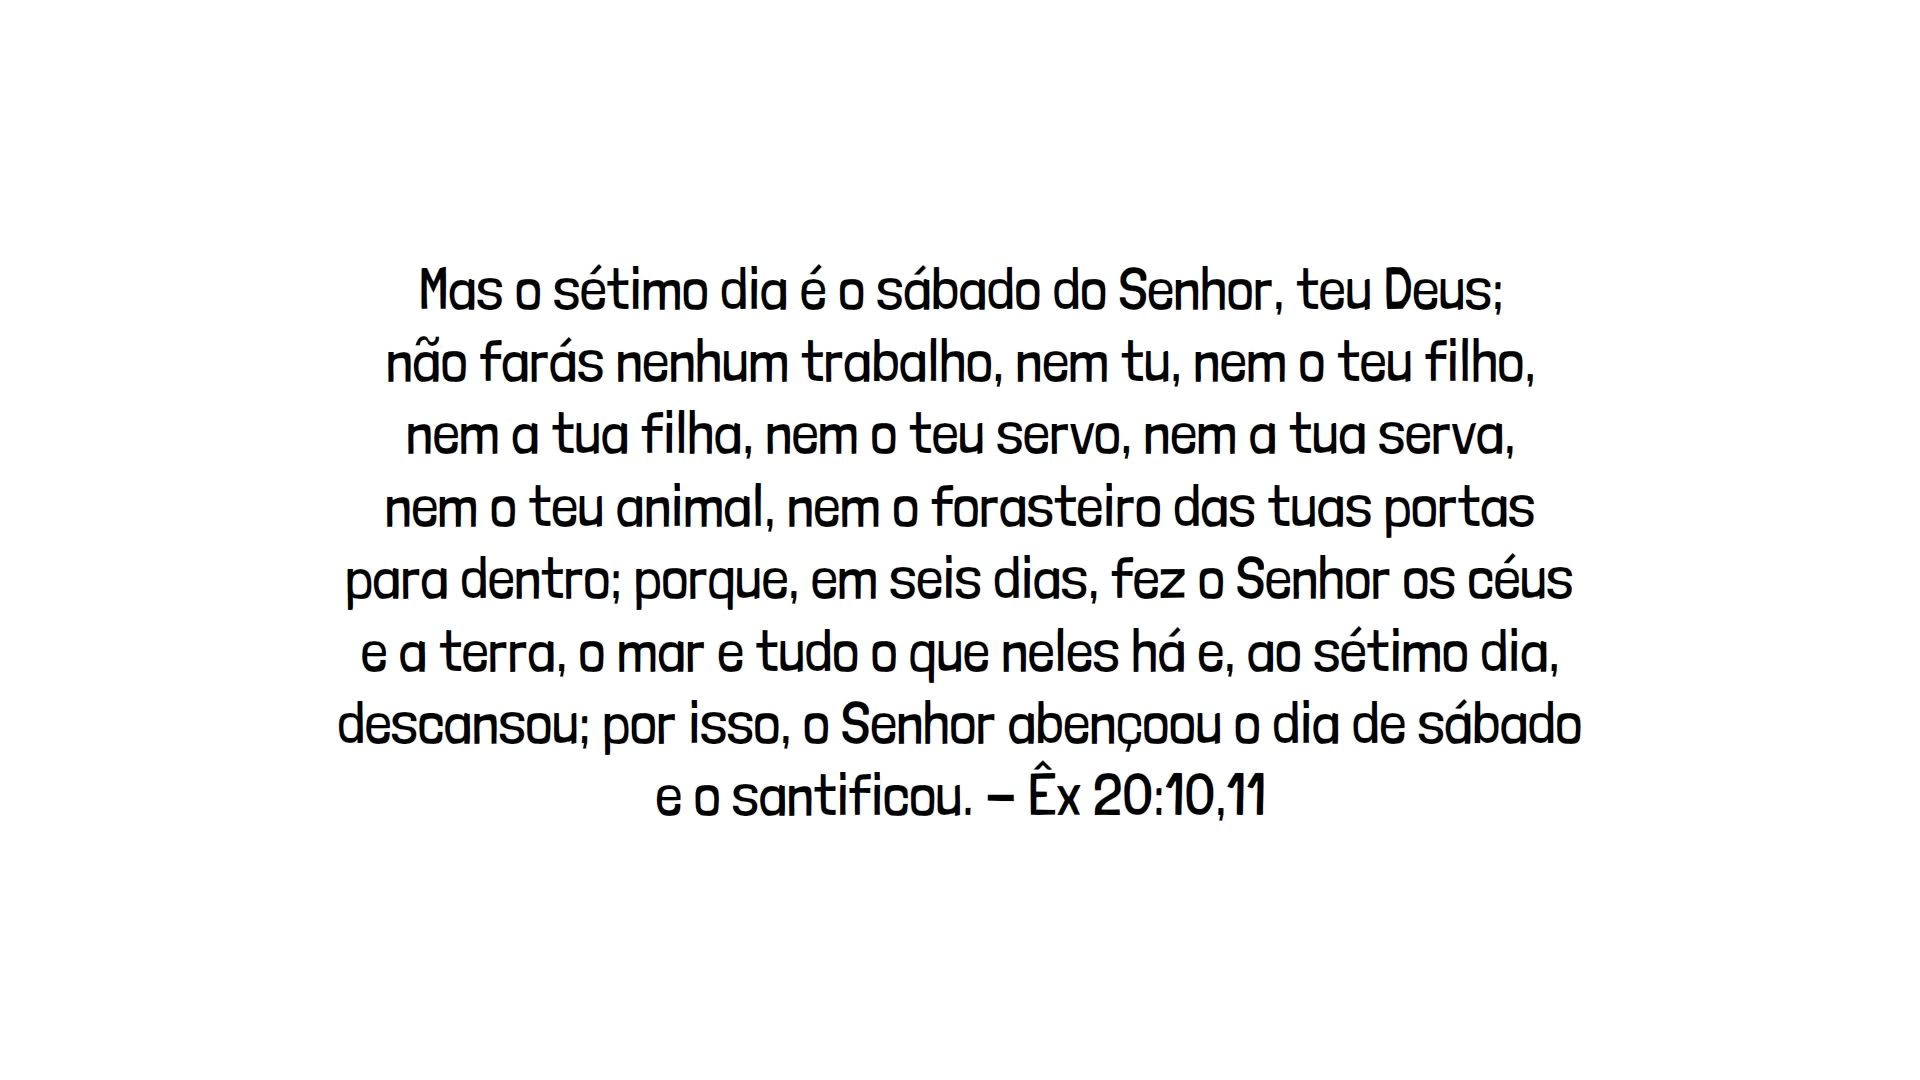 Mas o sétimo dia é o sábado do Senhor, teu Deus;
não farás nenhum trabalho, nem tu, nem o teu filho,
nem a tua filha, nem o teu servo, nem a tua serva,
nem o teu animal, nem o forasteiro das tuas portas
para dentro; porque, em seis dias, fez o Senhor os céus
e a terra, o mar e tudo o que neles há e, ao sétimo dia,
descansou; por isso, o Senhor abençoou o dia de sábado
e o santificou. – Êx 20:10,11